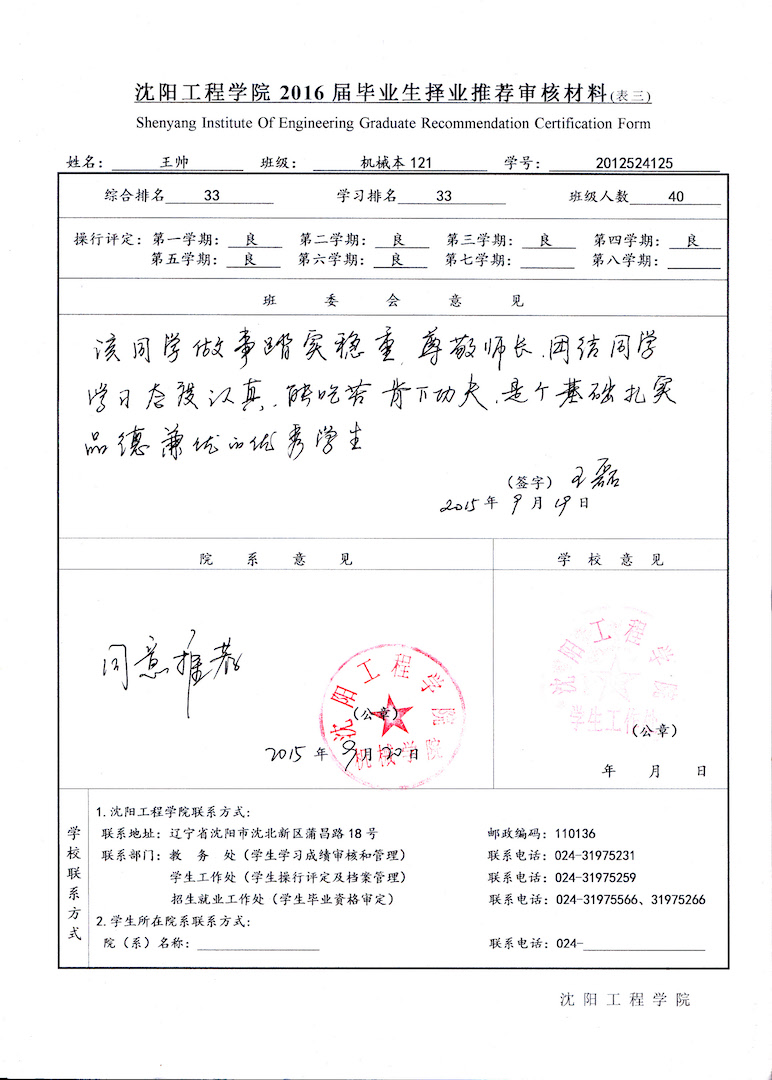 沈阳工程学院 2016 届毕业生择业推荐审核材料(表三)
Shenyang Institute Of Engineering Graduate Recommendation Certification Form
姓名： 王帅 班级： 机械本 121 学号： 2012524125
综合排名 33 学习排名 33 班级人数 40
操行评定：第一学期： 良 第二学期： 良 第三学期： 良 第四学期： 良
第五学期： 良 第六学期： 良 第七学期： 第八学期：
班 委 会 意 见
该同学做事踏实稳重，尊敬师长，团结同学
学习态度认真，能吃苦肯下功夫，是个基础扎实
品德兼优的优秀学生
（签字） 王磊
2015 年 9 月 19 日
院 系 意 见
学 校 意 见
同意推荐
沈阳工程学院
机械学院
（公章）
2015 年 9 月 20 日
沈阳工程学院
学生工作处
（公章）
年 月 日
学校联系方式
1.沈阳工程学院联系方式：
联系地址：辽宁省沈阳市沈北新区蒲昌路 18 号 邮政编码：110136
联系部门：教 务 处（学生学习成绩审核和管理） 联系电话：024-31975231
学生工作处（学生操行评定及档案管理） 联系电话：024-31975259
招生就业工作处（学生毕业资格审定） 联系电话：024-31975566、31975266
2.学生所在院系联系方式：
院（系）名称： 联系电话：024-
沈 阳 工 程 学 院